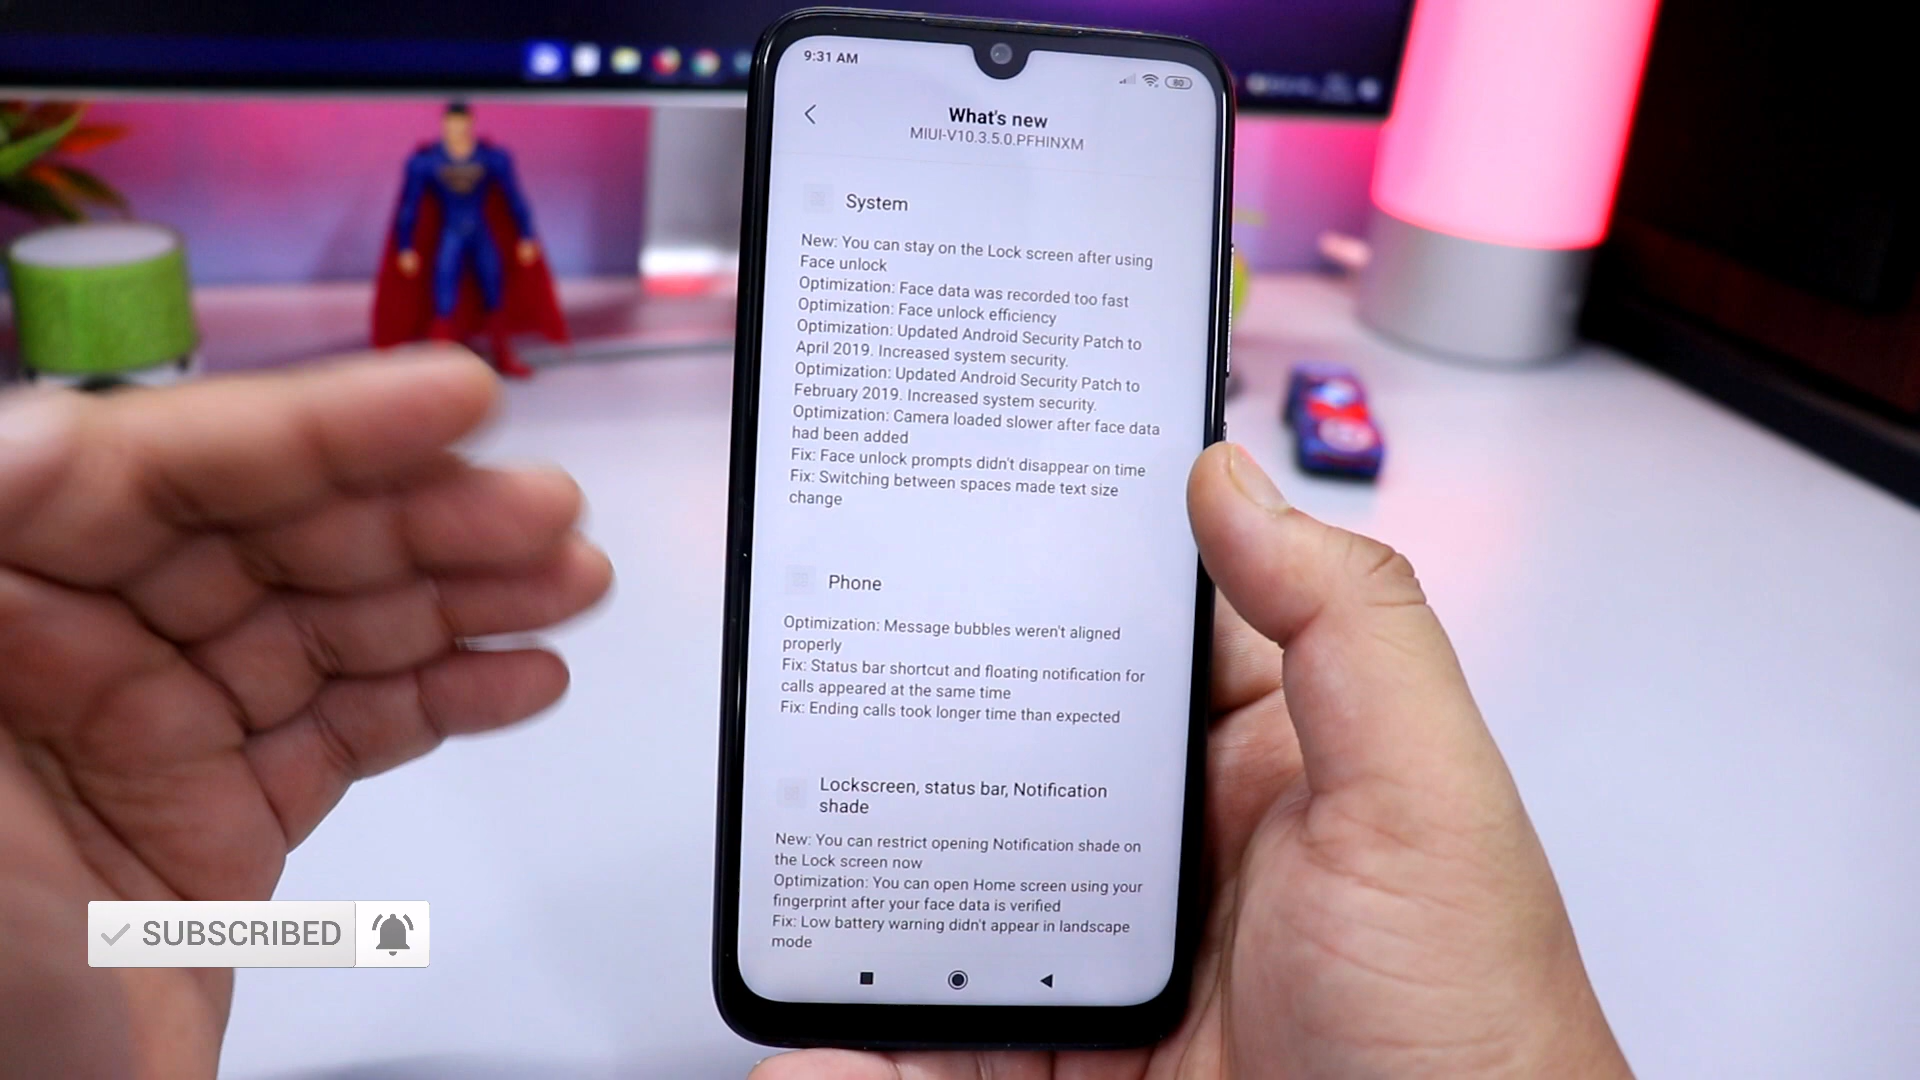 9:31 AM
80
What's new
MIUI-V10.3.5.0.PFHINXM
System
New: You can stay on the Lock screen after using
Face unlock
Optimization: Face data was recorded too fast
Optimization: Face unlock efficiency
Optimization: Updated Android Security Patch to
April 2019. Increased system security.
Optimization: Updated Android Security Patch to
February 2019. Increased system security.
Optimization: Camera loaded slower after face data
had been added
Fix: Face unlock prompts didn't disappear on time
Fix: Switching between spaces made text size
change
Phone
Optimization: Message bubbles weren't aligned
properly
Fix: Status bar shortcut and floating notification for
calls appeared at the same time
Fix: Ending calls took longer time than expected
Lockscreen, status bar, Notification
shade
New: You can restrict opening Notification shade on
the Lock screen now
Optimization: You can open Home screen using your
fingerprint after your face data is verified
Fix: Low battery warning didn't appear in landscape
mode
SUBSCRIBED